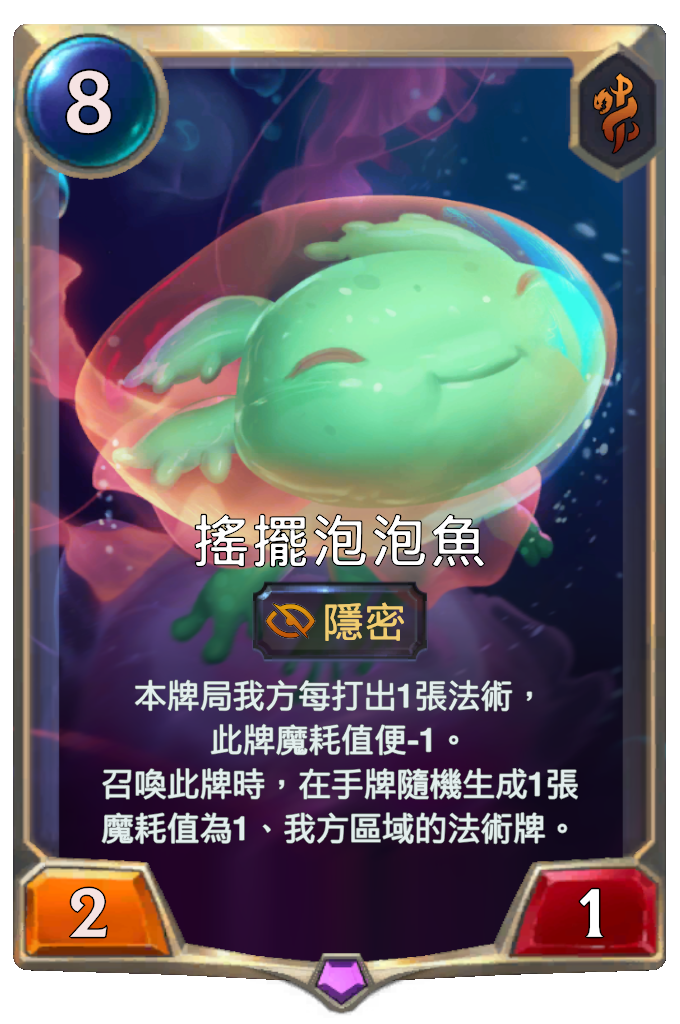 8
搖擺泡泡魚
隱密
本牌局我方每打出1張法術，
此牌魔耗值便-1。
召喚此牌時，在手牌隨機生成1張
魔耗值為1、我方區域的法術牌。
2
1